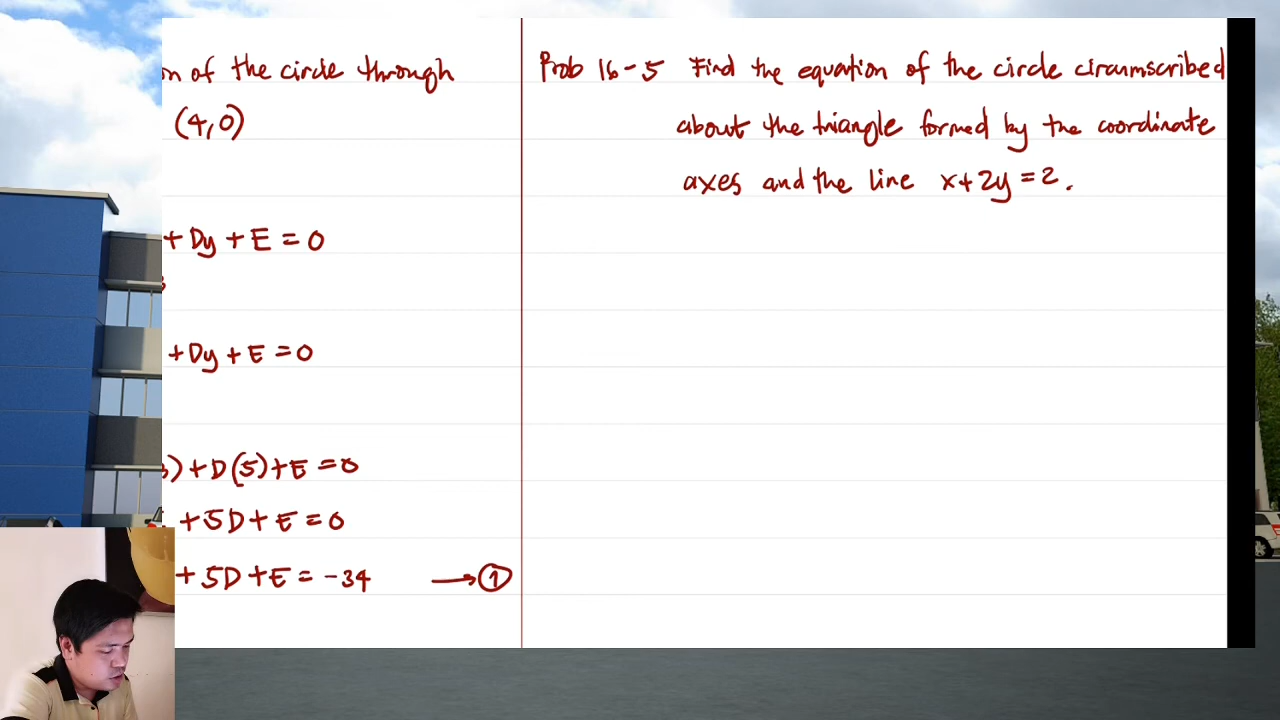 on of the circle through
(4,0)
+ Dy + E = 0
+ Dy + E = 0
) + D(5) + E = 0
+ 5D + E = 0
+ 5D + E = -34 → ①
Prob 16-5 Find the equation of the circle circumscribed
about the triangle formed by the coordinate
axes and the line x + 2y = 2.